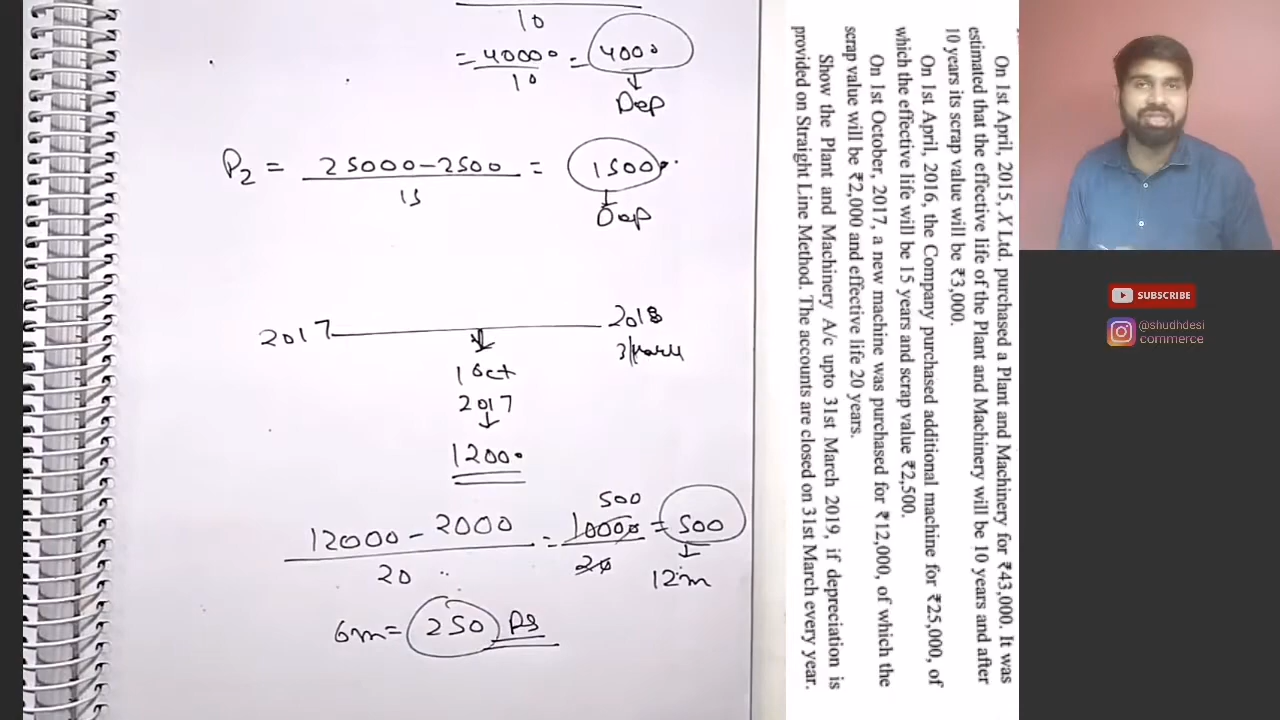 10
= 40000 = 4000
10
Dep
P2 = 25000-2500 = 1500
15
Dep
2017 2018
31 March
1 Oct
2017
12000
12000 - 2000 = 10000 = 500
500
20 20
12m
6m= 250 P3
On 1st April, 2015, X Ltd. purchased a Plant and Machinery for ₹43,000. It was
estimated that the effective life of the Plant and Machinery will be 10 years and after
10 years its scrap value will be ₹3,000.
On 1st April, 2016, the Company purchased additional machine for ₹25,000, of
which the effective life will be 15 years and scrap value ₹2,500.
On 1st October, 2017, a new machine was purchased for ₹12,000, of which the
scrap value will be ₹2,000 and effective life 20 years.
Show the Plant and Machinery A/c upto 31st March 2019, if depreciation is
provided on Straight Line Method. The accounts are closed on 31st March every year.
SUBSCRIBE
@shudhdesi
commerce